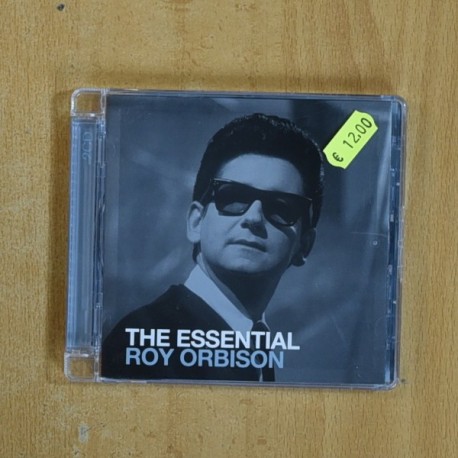 € 12.00
THE ESSENTIAL
ROY ORBISON